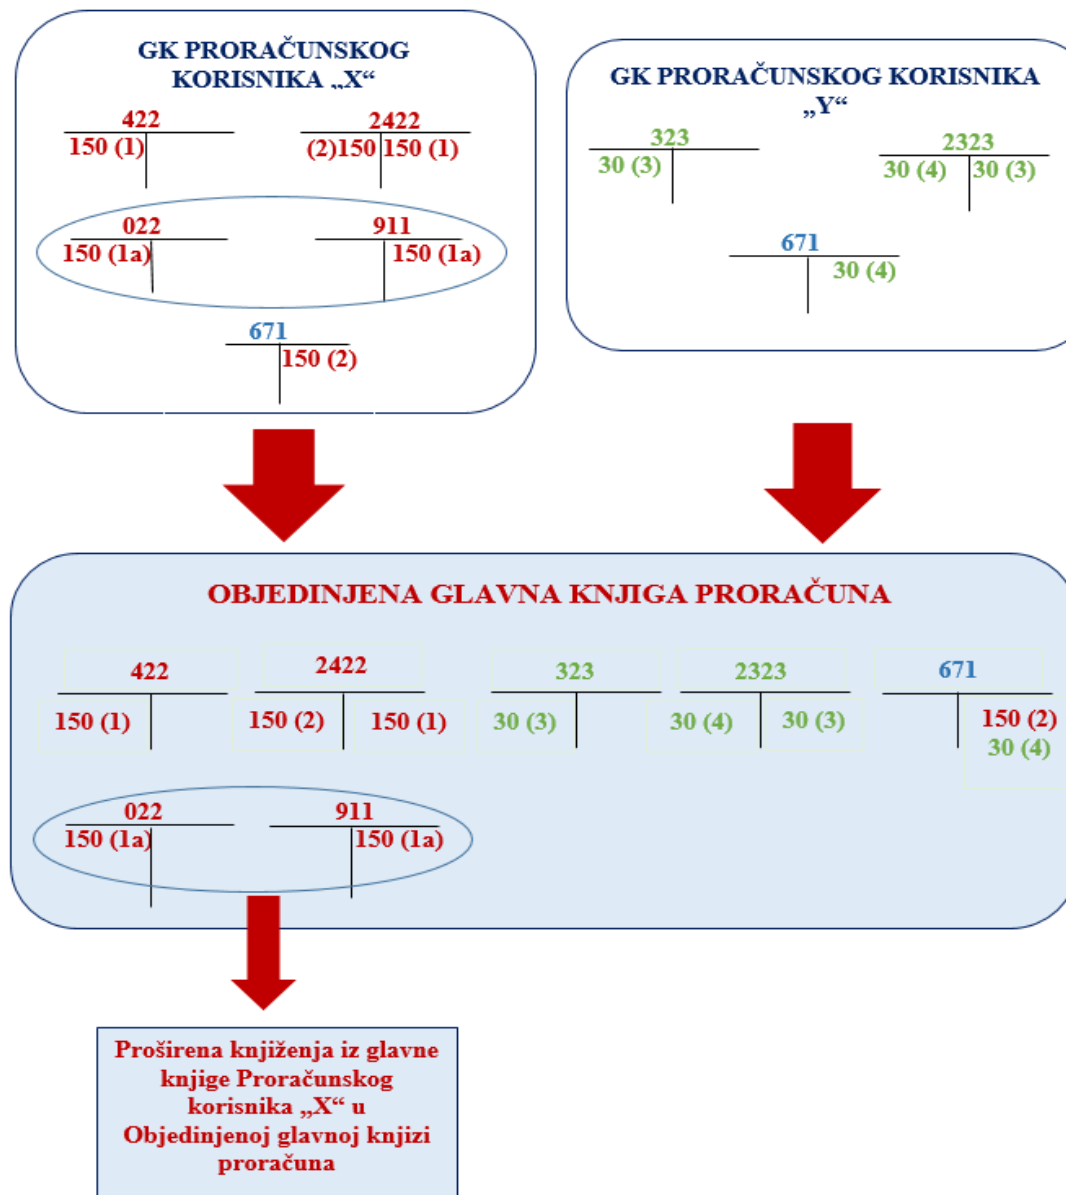 GK PRORAČUNSKOG
KORISNIKA „X“
422
2422
150 (1)
(2)150
150 (1)
022
911
150 (1a)
150 (1a)
671
150 (2)
GK PRORAČUNSKOG KORISNIKA
„Y“
323
2323
30 (3)
30 (4)
30 (3)
671
30 (4)
OBJEDINJENA GLAVNA KNJIGA PRORAČUNA
422
2422
323
2323
671
150 (1)
150 (2)
150 (1)
30 (3)
30 (4)
30 (3)
150 (2)
30 (4)
022
911
150 (1a)
150 (1a)
Proširena knjiženja iz glavne
knjige Proračunskog
korisnika „X“ u
Objedinjenoj glavnoj knjizi
proračuna